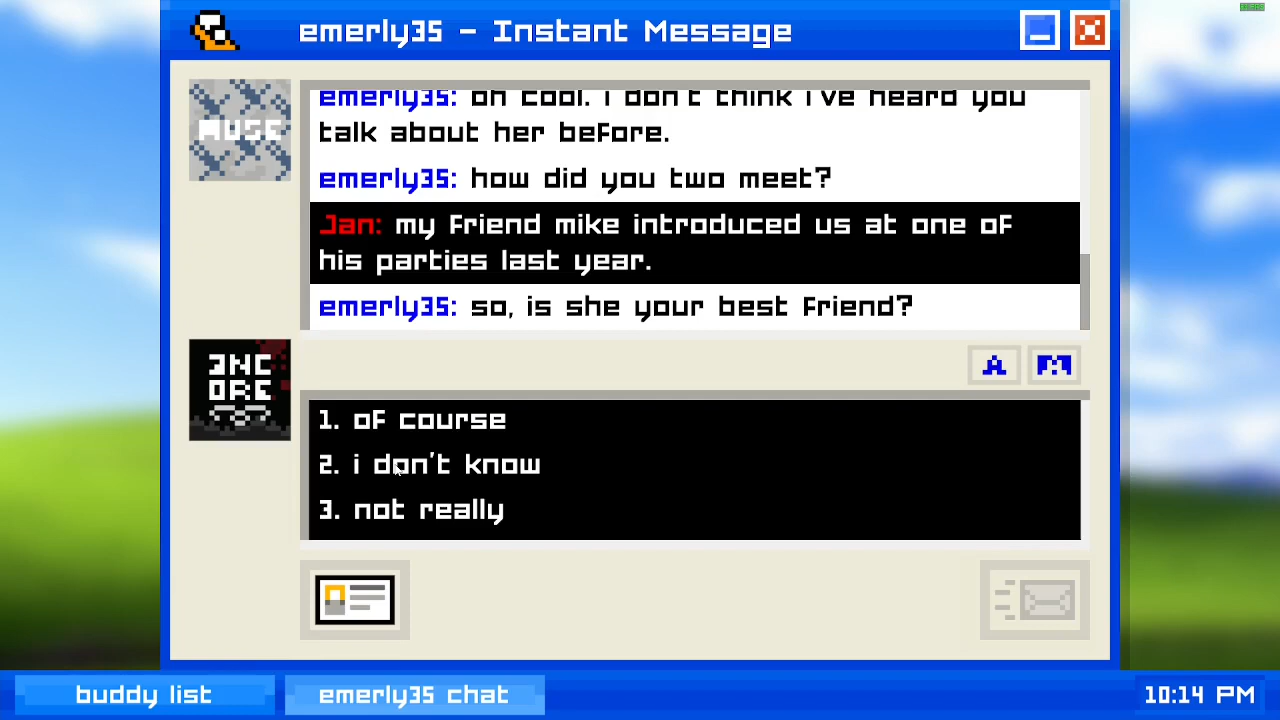 emerly35 - Instant Message
MUSE
emerly35: oh cool. i don't think i've heard you
talk about her before.
emerly35: how did you two meet?
Jan: my friend mike introduced us at one of
his parties last year.
emerly35: so, is she your best friend?
ENC
ORE
A
1. of course
2. i don't know
3. not really
buddy list
emerly35 chat
10:14 PM